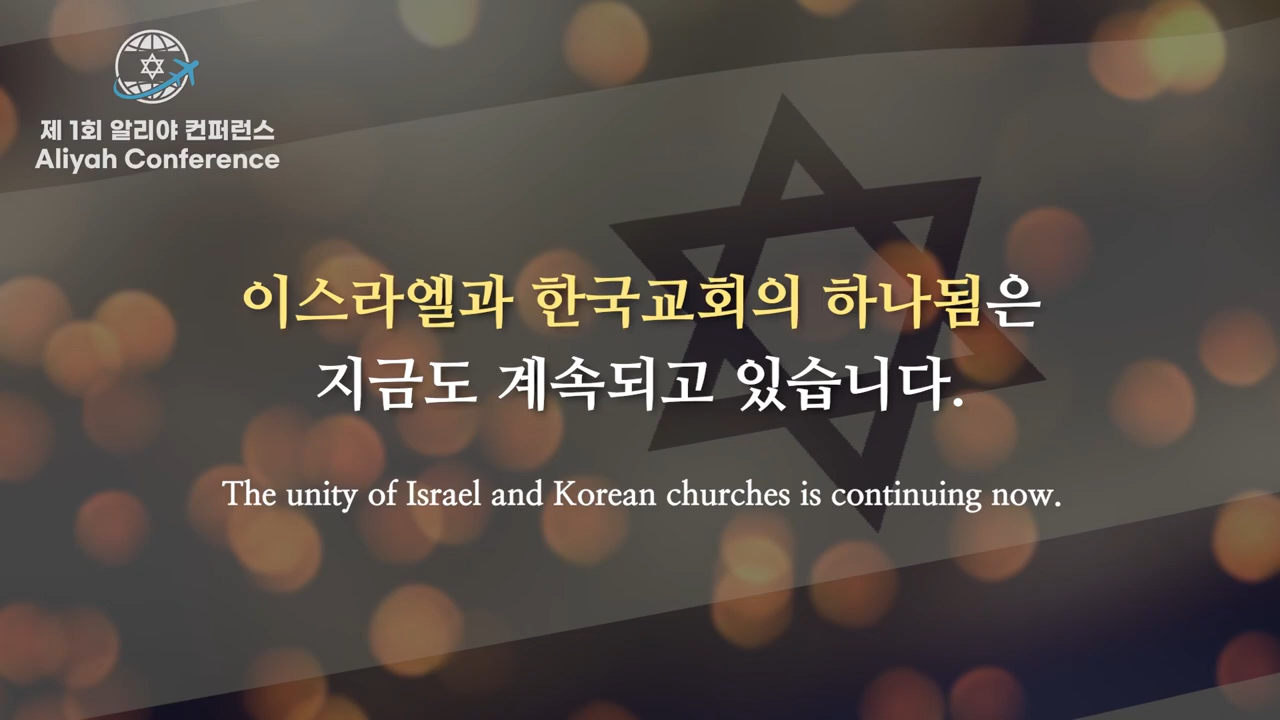 제 1회 알리야 컨퍼런스
Aliyah Conference
이스라엘과 한국교회의 하나됨은
지금도 계속되고 있습니다.
The unity of Israel and Korean churches is continuing now.